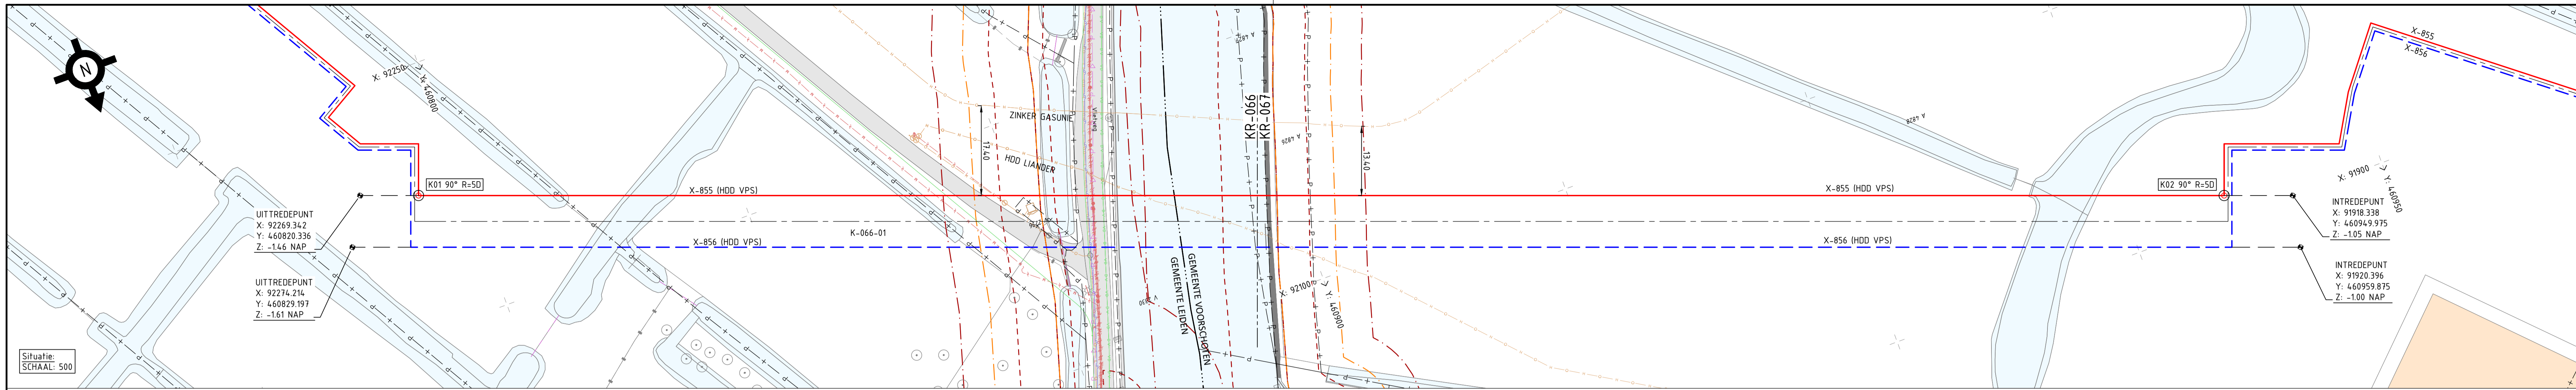 N
X: 92250
Y: 460800
K01 90° R=5D
UITTREDEPUNT
X: 92269.342
Y: 460820.336
Z: -1.46 NAP
UITTREDEPUNT
X: 92274.214
Y: 460829.197
Z: -1.61 NAP
Situatie:
SCHAAL: 500
X-855 (HDD VPS)
X-856 (HDD VPS)
K-066-01
17.40
ZINKER GASUNIE
HDD LIANDER
Vlietweg
GEMEENTE LEIDEN
GEMEENTE VOORSCHOTEN
KR-066
KR-067
A 4829
A 4826
13.40
X: 92100
Y: 460900
X-855 (HDD VPS)
X-856 (HDD VPS)
A 4828
K02 90° R=5D
X-855
X-856
X: 91900
Y: 460950
INTREDEPUNT
X: 91918.338
Y: 460949.975
Z: -1.05 NAP
INTREDEPUNT
X: 91920.396
Y: 460959.875
Z: -1.00 NAP